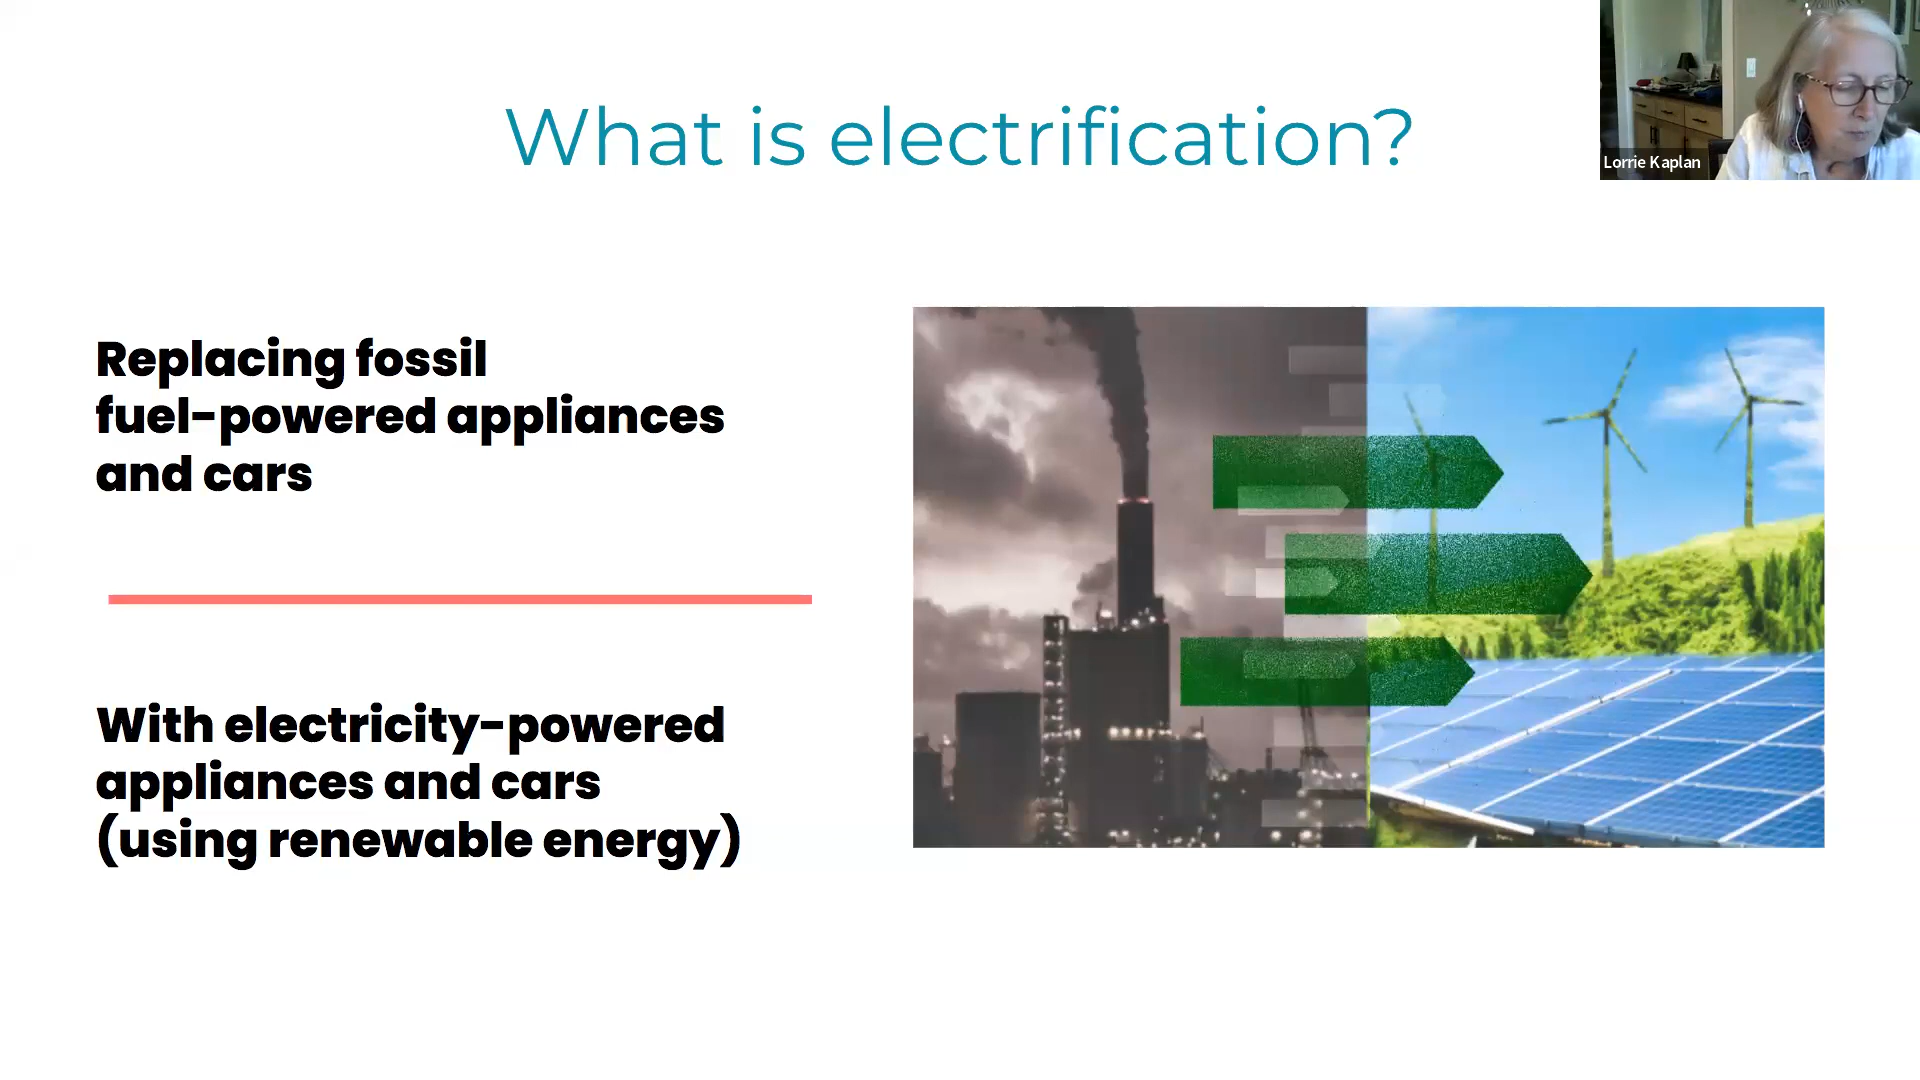 What is electrification?
Lorrie Kaplan
Replacing fossil
fuel-powered appliances
and cars
With electricity-powered
appliances and cars
(using renewable energy)